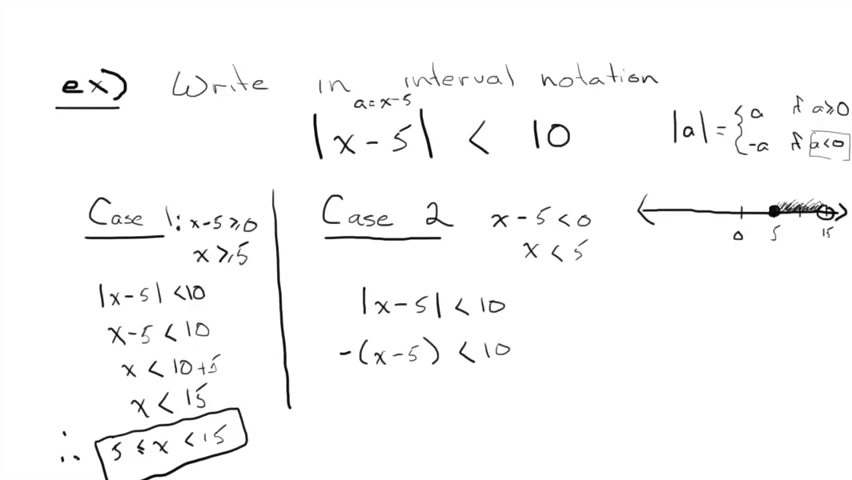 ex) Write in interval notation
a=x-5
|x-5| < 10
|a| = { a if a≥0
-a if a<0
Case 1: x-5≥0
x≥5
|x-5| <10
x-5 < 10
x < 10+5
x < 15
∴ 5 ≤ x < 15
Case 2 x-5<0
x < 5
|x-5| < 10
-(x-5) < 10
0 5 15